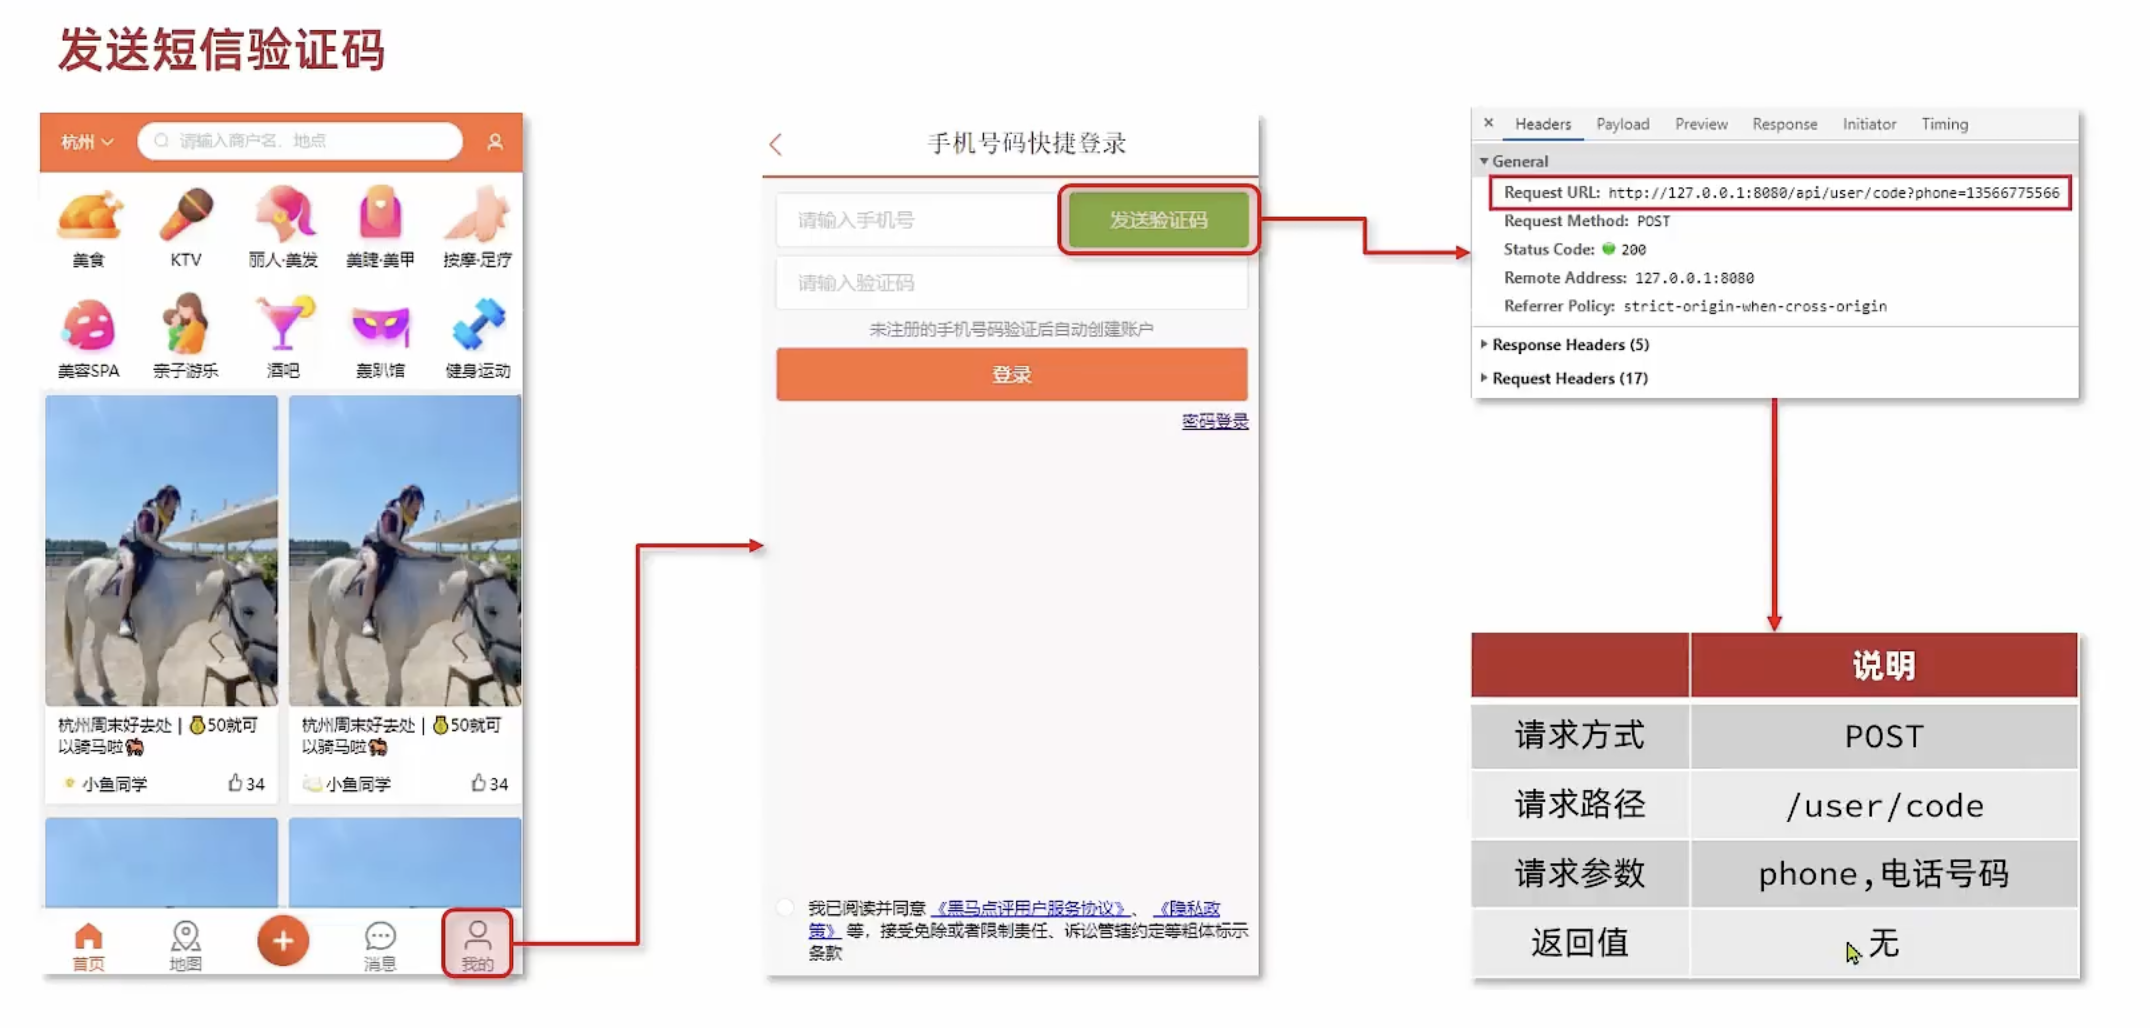 发送短信验证码
杭州
请输入商户名、地点
美食
KTV
丽人·美发
美睫·美甲
按摩·足疗
美容SPA
亲子游乐
酒吧
轰趴馆
健身运动
杭州周末好去处 | 💰50就可
以骑马啦🐎
小鱼同学
34
杭州周末好去处 | 💰50就可
以骑马啦🐎
小鱼同学
34
首页
地图
消息
我的
手机号码快捷登录
请输入手机号
发送验证码
请输入验证码
未注册的手机号码验证后自动创建账户
登录
密码登录
我已阅读并同意 《黑马点评用户服务协议》、 《隐私政
策》 等，接受免除或者限制责任、诉讼管辖约定等粗体标示
条款
Headers Payload Preview Response Initiator Timing
General
Request URL: http://127.0.0.1:8080/api/user/code?phone=13566775566
Request Method: POST
Status Code: 200
Remote Address: 127.0.0.1:8080
Referrer Policy: strict-origin-when-cross-origin
Response Headers (5)
Request Headers (17)
说明
请求方式 POST
请求路径 /user/code
请求参数 phone,电话号码
返回值 无